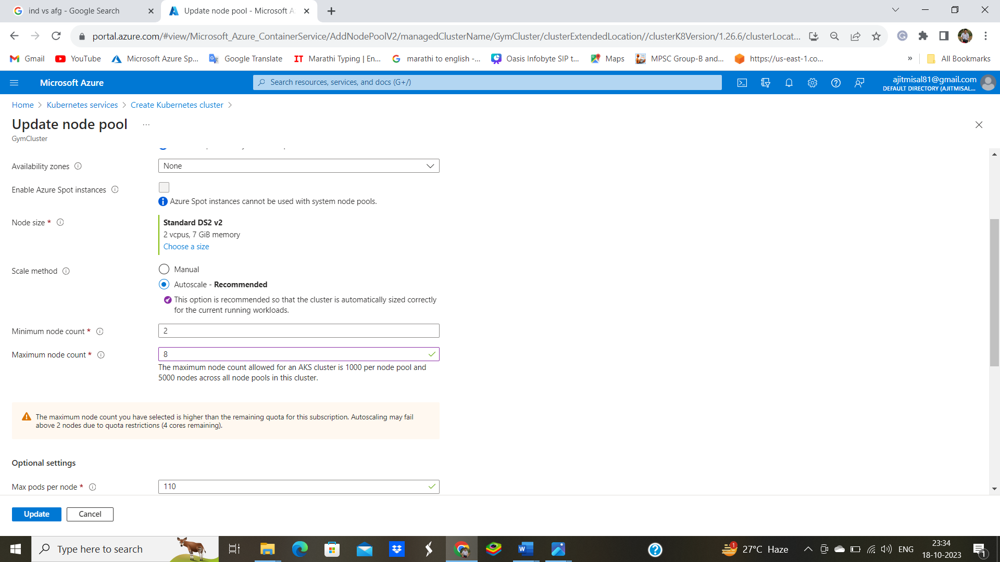 ind vs afg - Google Search
Update node pool - Microsoft A
portal.azure.com/#view/Microsoft_Azure_ContainerService/AddNodePoolV2/managedClusterName/GymCluster/clusterExtendedLocation//clusterK8Version/1.26.6/clusterLocat...
Gmail YouTube Microsoft Azure Sp... Google Translate Marathi Typing | En... marathi to english -... Oasis Infobyte SIP t... Maps MPSC Group-B and... https://us-east-1.co... » All Bookmarks
Microsoft Azure
Search resources, services, and docs (G+/)
ajitmisal81@gmail.com
DEFAULT DIRECTORY (AJITMISAL...
Home > Kubernetes services > Create Kubernetes cluster >
Update node pool ...
GymCluster
Availability zones
None
Enable Azure Spot instances
Azure Spot instances cannot be used with system node pools.
Node size *
Standard DS2 v2
2 vcpus, 7 GiB memory
Choose a size
Scale method
Manual
Autoscale - Recommended
This option is recommended so that the cluster is automatically sized correctly
for the current running workloads.
Minimum node count *
2
Maximum node count *
8
The maximum node count allowed for an AKS cluster is 1000 per node pool and
5000 nodes across all node pools in this cluster.
The maximum node count you have selected is higher than the remaining quota for this subscription. Autoscaling may fail
above 2 nodes due to quota restrictions (4 cores remaining).
Optional settings
Max pods per node *
110
Update
Cancel
Type here to search
1
27°C Haze
ENG
23:34
18-10-2023
1